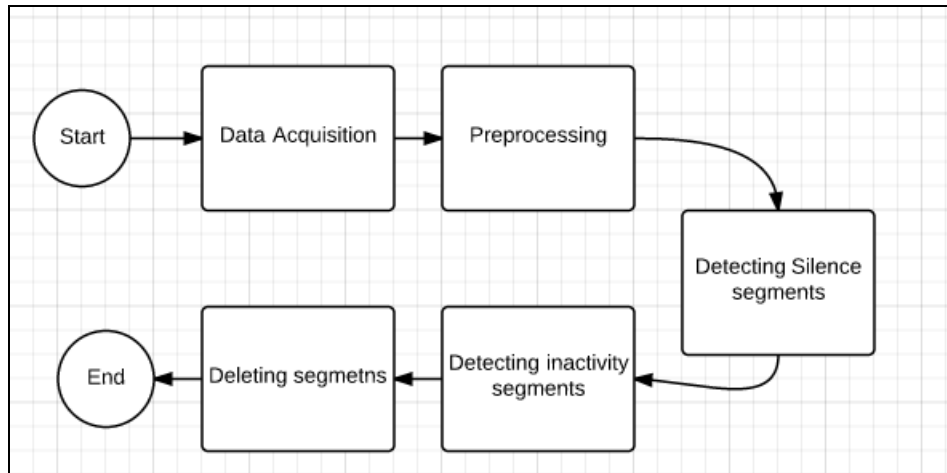 Start
Data Acquisition
Preprocessing
Detecting Silence
segments
Detecting inactivity
segments
Deleting segmetns
End